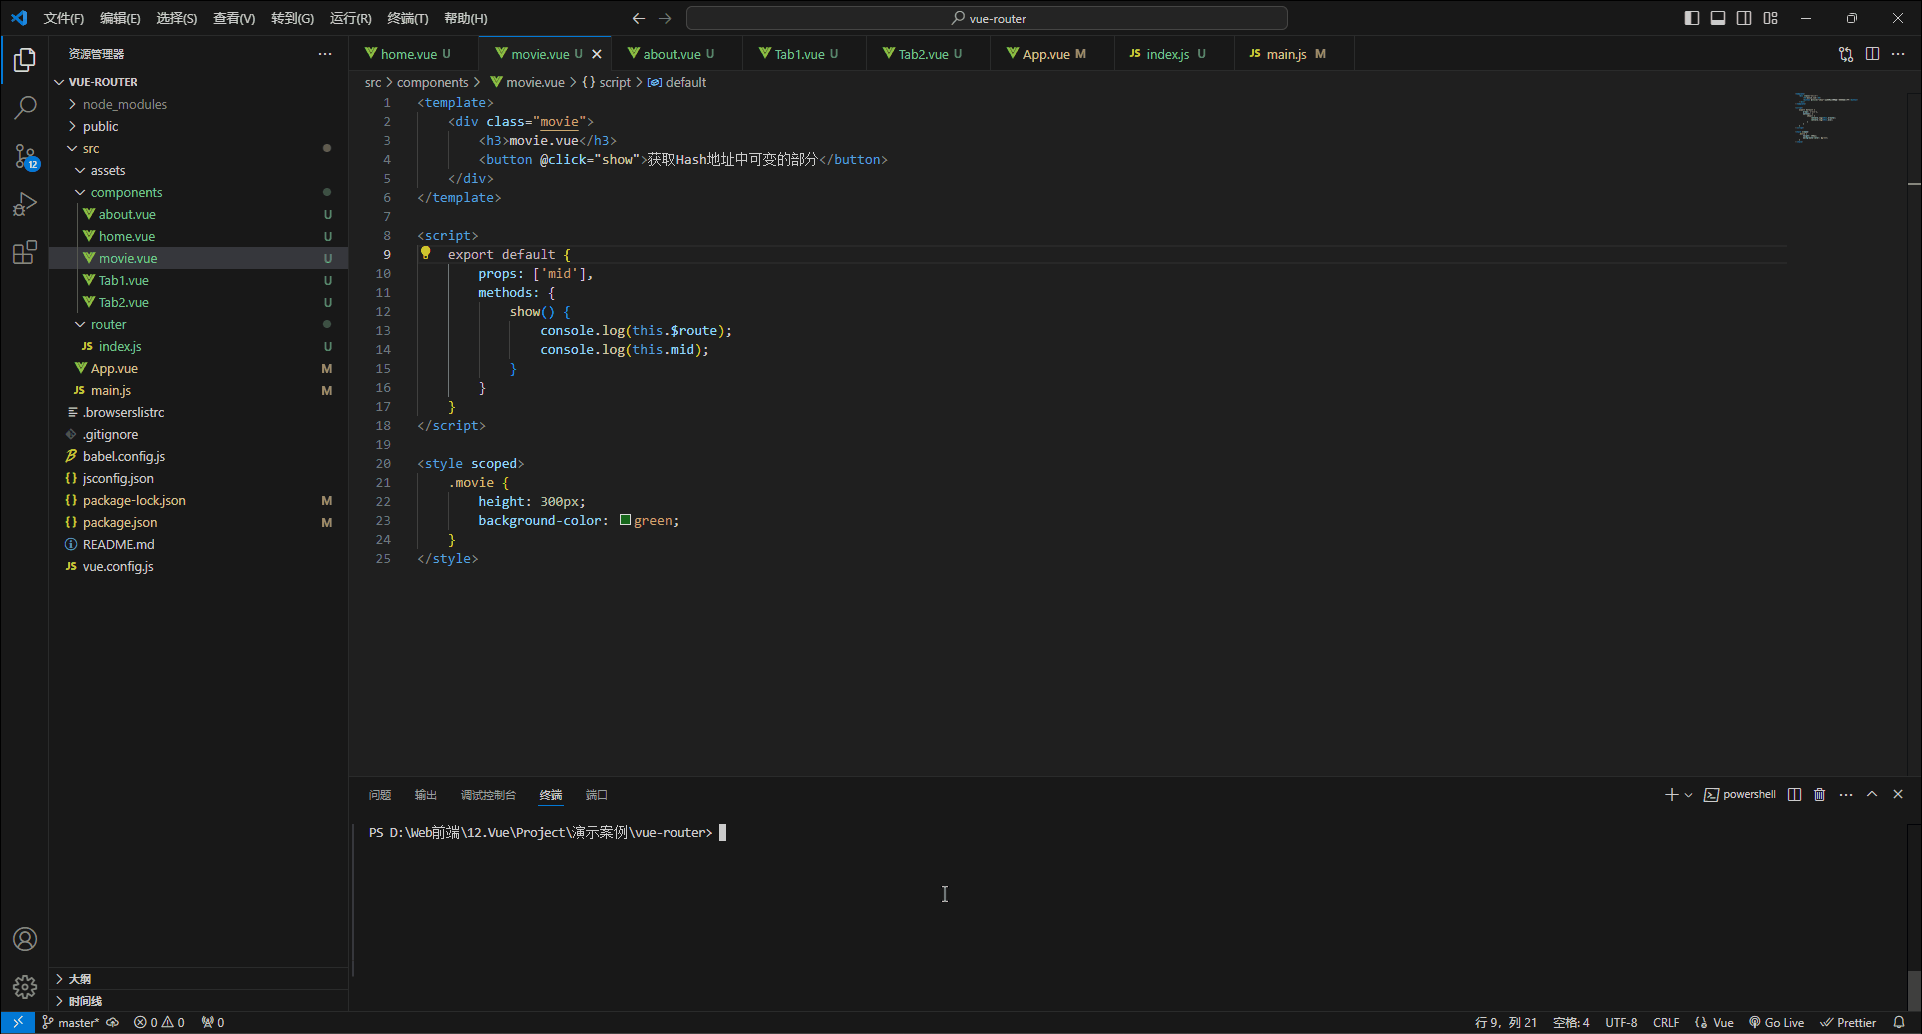 文件(F) 编辑(E) 选择(S) 查看(V) 转到(G) 运行(R) 终端(T) 帮助(H)
vue-router
资源管理器
VUE-ROUTER
node_modules
public
src
assets
components
about.vue U
home.vue U
movie.vue U
Tab1.vue U
Tab2.vue U
router
JS index.js U
App.vue M
JS main.js M
.browserslistrc
.gitignore
babel.config.js
{} jsconfig.json
{} package-lock.json M
{} package.json M
README.md
JS vue.config.js
大纲
时间线
12
home.vue U movie.vue U about.vue U Tab1.vue U Tab2.vue U App.vue M JS index.js U JS main.js M
src > components > movie.vue > {} script > default
1 <template>
2 <div class="movie">
3 <h3>movie.vue</h3>
4 <button @click="show">获取Hash地址中可变的部分</button>
5 </div>
6 </template>
7
8 <script>
9 export default {
10 props: ['mid'],
11 methods: {
12 show() {
13 console.log(this.$route);
14 console.log(this.mid);
15 }
16 }
17 }
18 </script>
19
20 <style scoped>
21 .movie {
22 height: 300px;
23 background-color: green;
24 }
25 </style>
问题 输出 调试控制台 终端 端口
powershell
PS D:\Web前端\12.Vue\Project\演示案例\vue-router>
master* 0 0 0
行 9，列 21 空格: 4 UTF-8 CRLF Vue Go Live Prettier